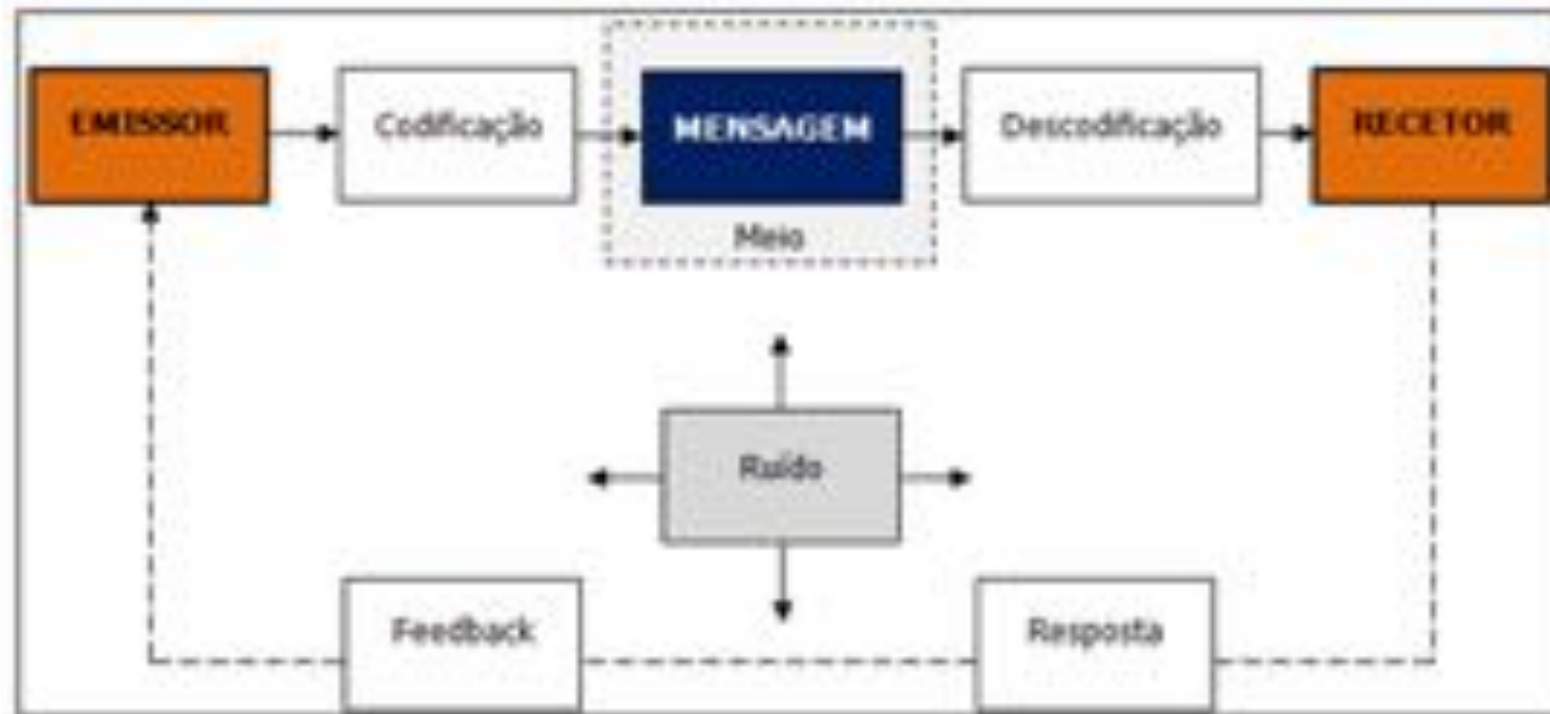 EMISSOR
Codificação
MENSAGEM
Meio
Descodificação
RECETOR
Ruído
Feedback
Resposta